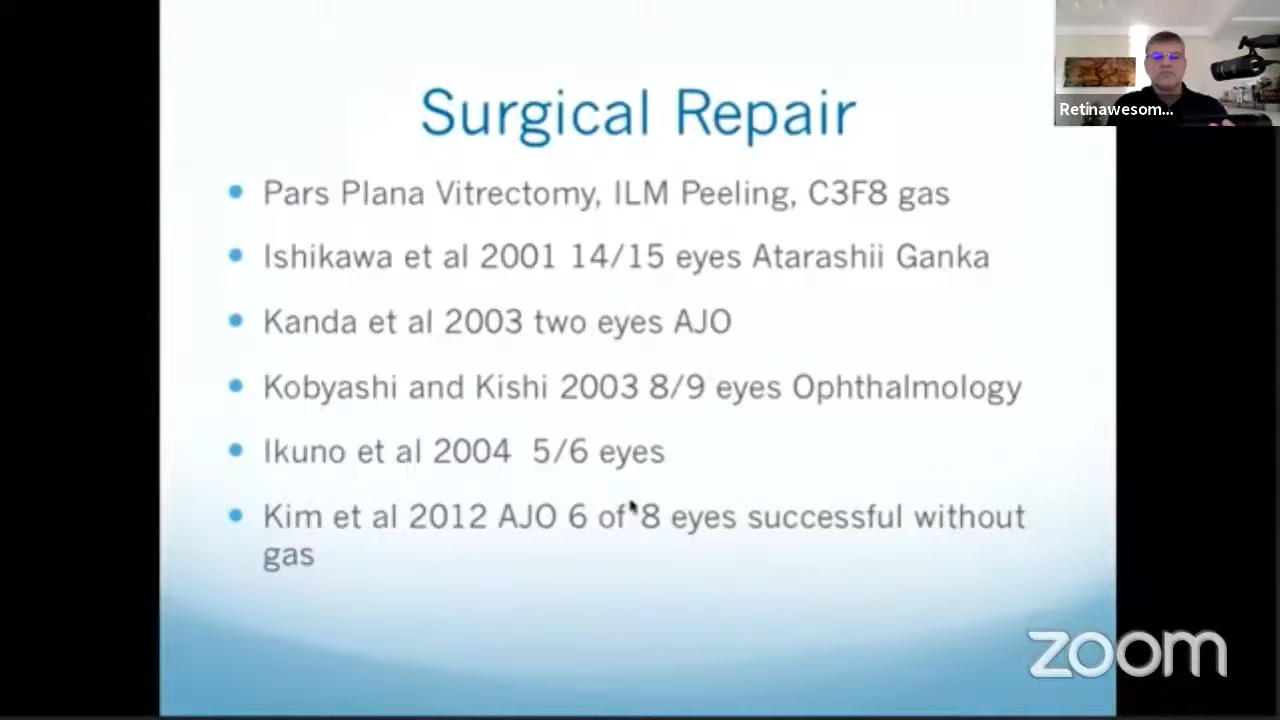 Surgical Repair
Retinawesom...
Pars Plana Vitrectomy, ILM Peeling, C3F8 gas
Ishikawa et al 2001 14/15 eyes Atarashii Ganka
Kanda et al 2003 two eyes AJO
Kobyashi and Kishi 2003 8/9 eyes Ophthalmology
Ikuno et al 2004 5/6 eyes
Kim et al 2012 AJO 6 of 8 eyes successful without
gas
zoom